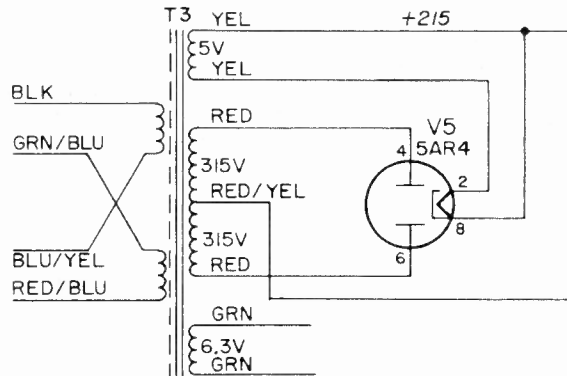 T3
YEL
+215
5V
YEL
BLK
RED
V5
5AR4
GRN/BLU
4
315V
2
RED/YEL
8
315V
BLU/YEL
RED
6
RED/BLU
GRN
6.3V
GRN